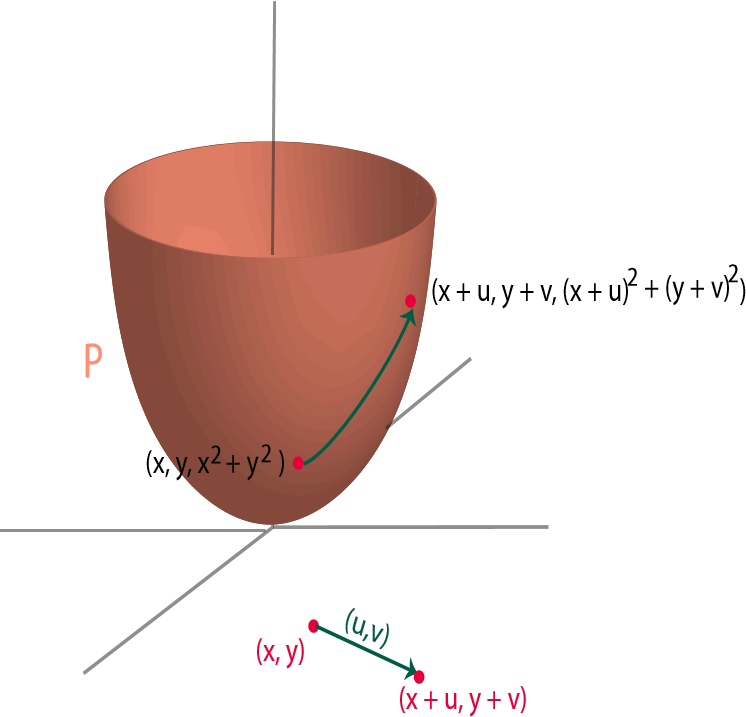 (x + u, y + v, (x + u)² + (y + v)²)
P
(x, y, x² + y² )
(u,v)
(x, y)
(x + u, y + v)